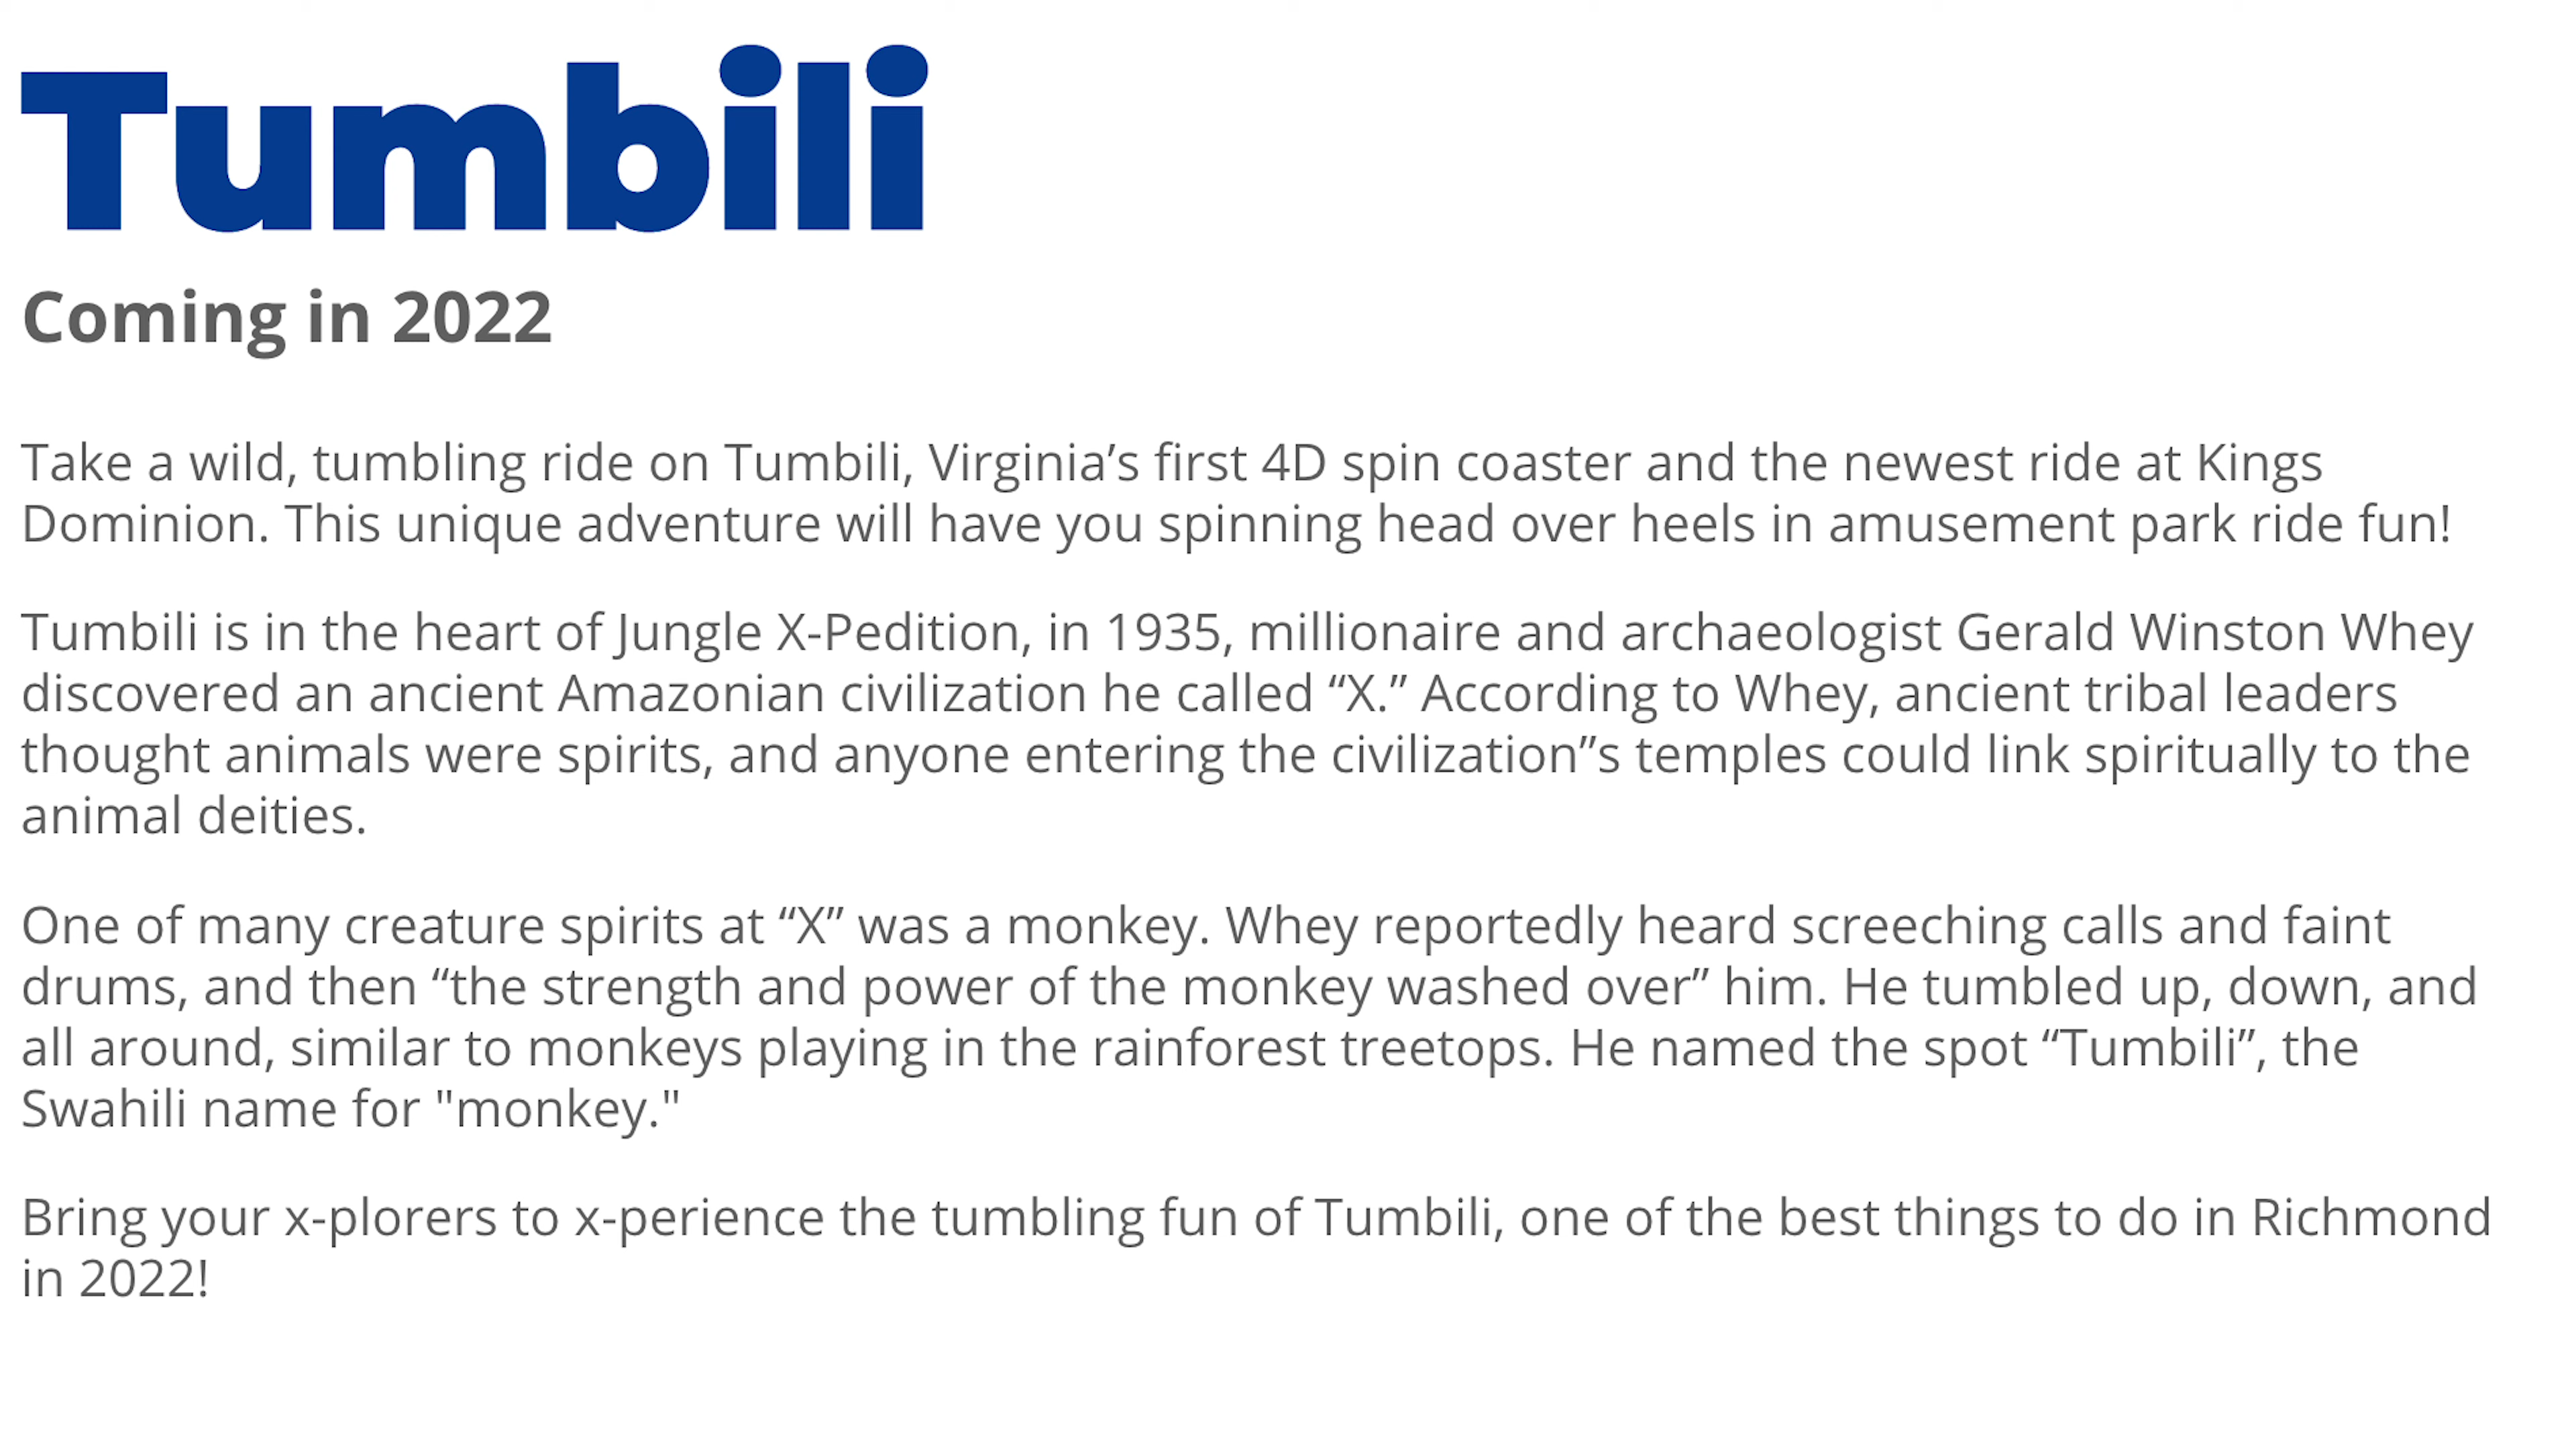 Tumbili
Coming in 2022
Take a wild, tumbling ride on Tumbili, Virginia’s first 4D spin coaster and the newest ride at Kings
Dominion. This unique adventure will have you spinning head over heels in amusement park ride fun!
Tumbili is in the heart of Jungle X-Pedition, in 1935, millionaire and archaeologist Gerald Winston Whey
discovered an ancient Amazonian civilization he called “X.” According to Whey, ancient tribal leaders
thought animals were spirits, and anyone entering the civilization”s temples could link spiritually to the
animal deities.
One of many creature spirits at “X” was a monkey. Whey reportedly heard screeching calls and faint
drums, and then “the strength and power of the monkey washed over” him. He tumbled up, down, and
all around, similar to monkeys playing in the rainforest treetops. He named the spot “Tumbili”, the
Swahili name for "monkey."
Bring your x-plorers to x-perience the tumbling fun of Tumbili, one of the best things to do in Richmond
in 2022!